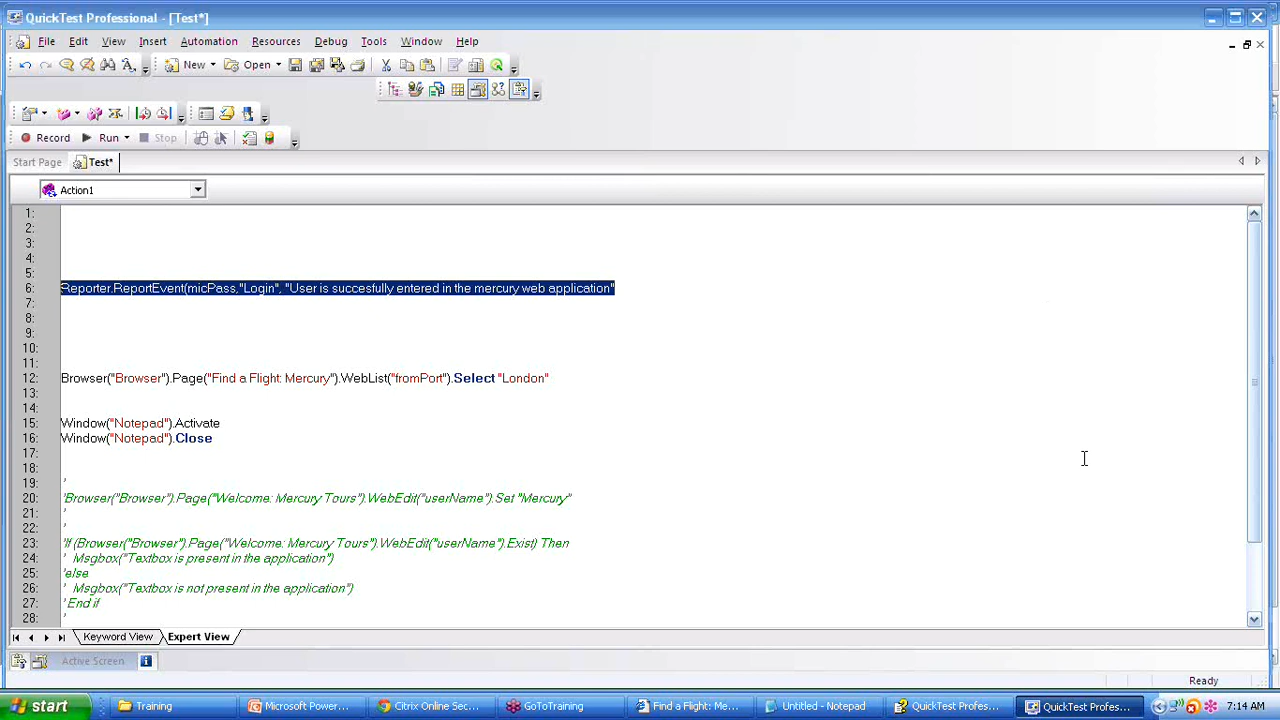 QuickTest Professional - [Test*]
File Edit View Insert Automation Resources Debug Tools Window Help
New Open
Record Run Stop
Start Page Test*
Action1
1:
2:
3:
4:
5:
6: Reporter.ReportEvent(micPass,"Login", "User is succesfully entered in the mercury web application"
7:
8:
9:
10:
11:
12: Browser("Browser").Page("Find a Flight: Mercury").WebList("fromPort").Select "London"
13:
14:
15: Window("Notepad").Activate
16: Window("Notepad").Close
17:
18:
19: '
20: 'Browser("Browser").Page("Welcome: Mercury Tours").WebEdit("userName").Set "Mercury"
21: '
22: '
23: 'If (Browser("Browser").Page("Welcome: Mercury Tours").WebEdit("userName").Exist) Then
24: ' Msgbox("Textbox is present in the application")
25: 'else
26: ' Msgbox("Textbox is not present in the application")
27: ' End if
28: '
Keyword View Expert View
Active Screen
Ready
start Training Microsoft Power... Citrix Online Sec... GoToTraining Find a Flight: Me... Untitled - Notepad QuickTest Profes... QuickTest Profes... 7:14 AM